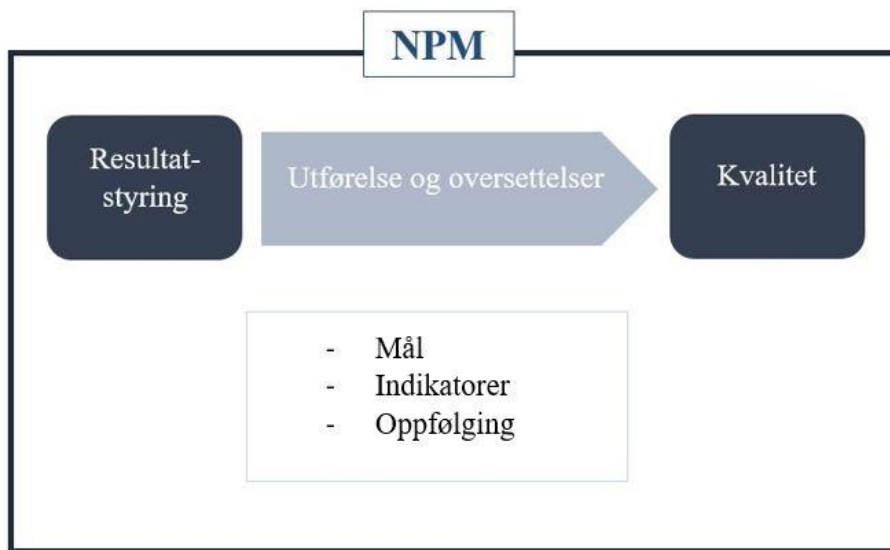 NPM
Resultat-
styring
Utførelse og oversettelser
Kvalitet
- Mål
- Indikatorer
- Oppfølging